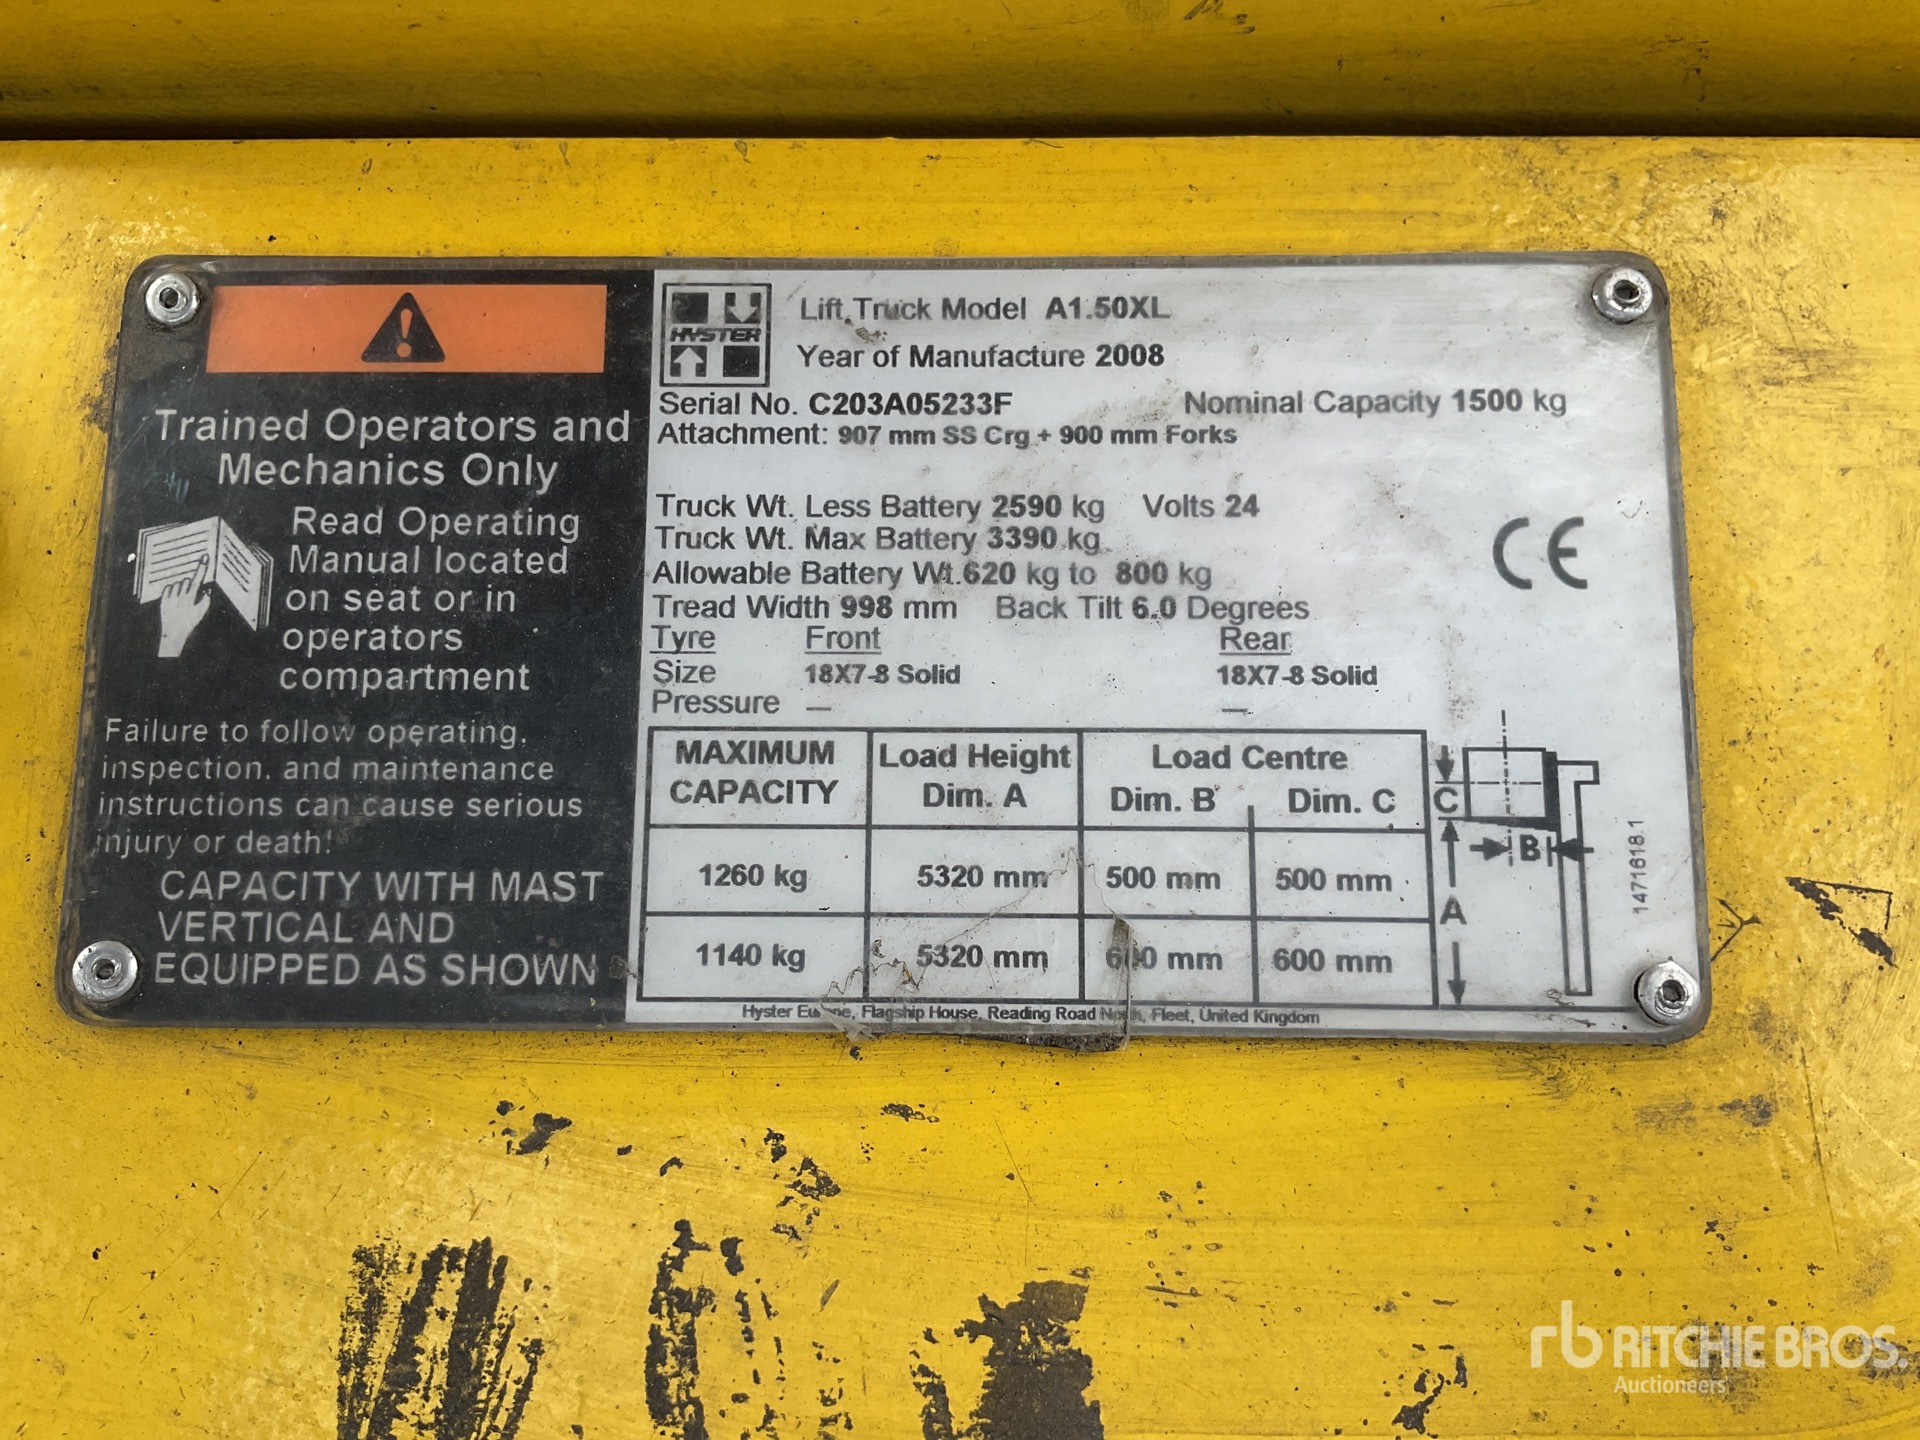 Trained Operators and
Mechanics Only
Read Operating
Manual located
on seat or in
operators
compartment
Failure to follow operating,
inspection, and maintenance
instructions can cause serious
injury or death!
CAPACITY WITH MAST
VERTICAL AND
EQUIPPED AS SHOWN
HYSTER
Lift Truck Model A1.50XL
Year of Manufacture 2008
Serial No. C203A05233F Nominal Capacity 1500 kg
Attachment: 907 mm SS Crg + 900 mm Forks
Truck Wt. Less Battery 2590 kg Volts 24
Truck Wt. Max Battery 3390 kg
Allowable Battery Wt.620 kg to 800 kg
Tread Width 998 mm Back Tilt 6.0 Degrees
Tyre Front Rear
Size 18X7-8 Solid 18X7-8 Solid
Pressure — —
CE
MAXIMUM CAPACITY Load Height Dim. A Load Centre Dim. B Dim. C
1260 kg 5320 mm 500 mm 500 mm
1140 kg 5320 mm 600 mm 600 mm
C
B
A
1471618.1
Hyster Europe, Flagship House, Reading Road North, Fleet, United Kingdom
rb RITCHIE BROS.
Auctioneers